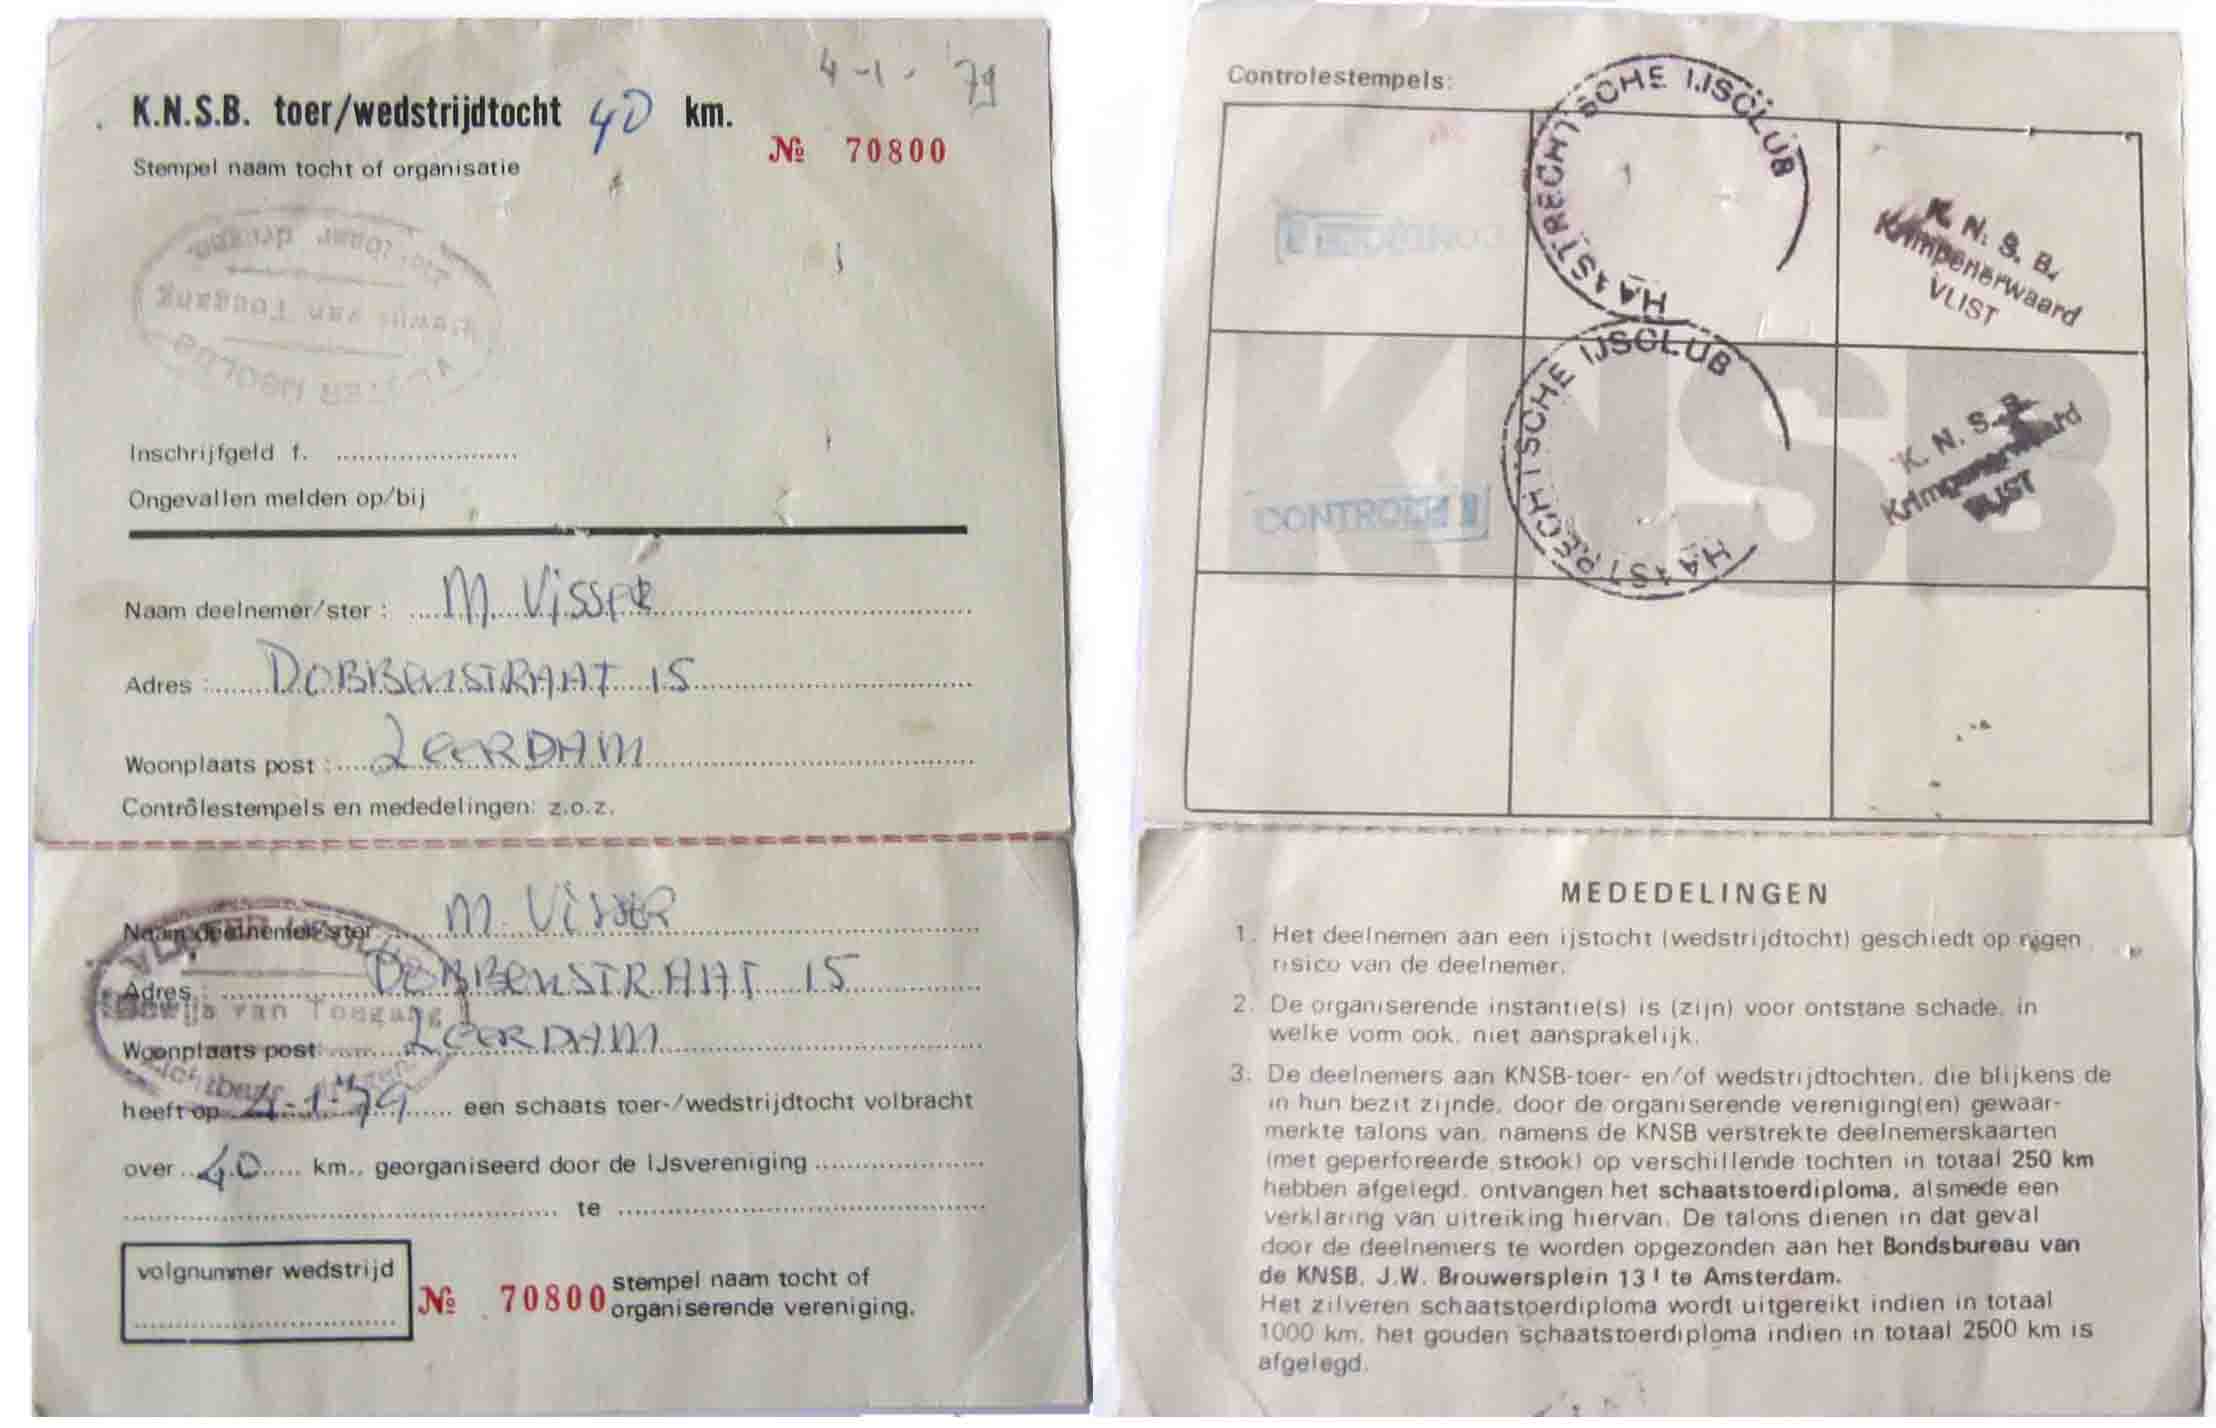 4-1-'79
K.N.S.B. toer/wedstrijdtocht 40 km.
№ 70800
Stempel naam tocht of organisatie
Bewijs van Toegang
IJSCLUB
Inschrijfgeld f. ........................
Ongevallen melden op/bij
Naam deelnemer/ster : M. Visser
Adres : DOBBENSTRAAT 15
Woonplaats post : LEERDAM
Contrôlestempels en mededelingen: z.o.z.
Naam deelnemer/ster M. Visser
Adres : DOBBENSTRAAT 15
Bewijs van Toegang
Woonplaats post: LEERDAM
heeft op 4-1-'79 een schaats toer-/wedstrijdtocht volbracht
over 40 km., georganiseerd door de IJsvereniging
te
volgnummer wedstrijd
№ 70800
stempel naam tocht of
organiserende vereniging.
Controlestempels:
HAASTRECHTSCHE IJSCLUB
K. N. S. B.
Krimpenerwaard
VLIST
CONTROLE
HAASTRECHTSCHE IJSCLUB
K. N. S. B.
Krimpenerwaard
VLIST
KNSB
MEDEDELINGEN
1. Het deelnemen aan een ijstocht (wedstrijdtocht) geschiedt op eigen
risico van de deelnemer.
2. De organiserende instantie(s) is (zijn) voor ontstane schade, in
welke vorm ook, niet aansprakelijk.
3. De deelnemers aan KNSB-toer- en/of wedstrijdtochten, die blijkens de
in hun bezit zijnde, door de organiserende vereniging(en) gewaar-
merkte talons van, namens de KNSB verstrekte deelnemerskaarten
(met geperforeerde strook) op verschillende tochten in totaal 250 km
hebben afgelegd, ontvangen het schaatstoerdiploma, alsmede een
verklaring van uitreiking hiervan. De talons dienen in dat geval
door de deelnemers te worden opgezonden aan het Bondsbureau van
de KNSB, J.W. Brouwersplein 13 I te Amsterdam.
Het zilveren schaatstoerdiploma wordt uitgereikt indien in totaal
1000 km, het gouden schaatstoerdiploma indien in totaal 2500 km is
afgelegd.